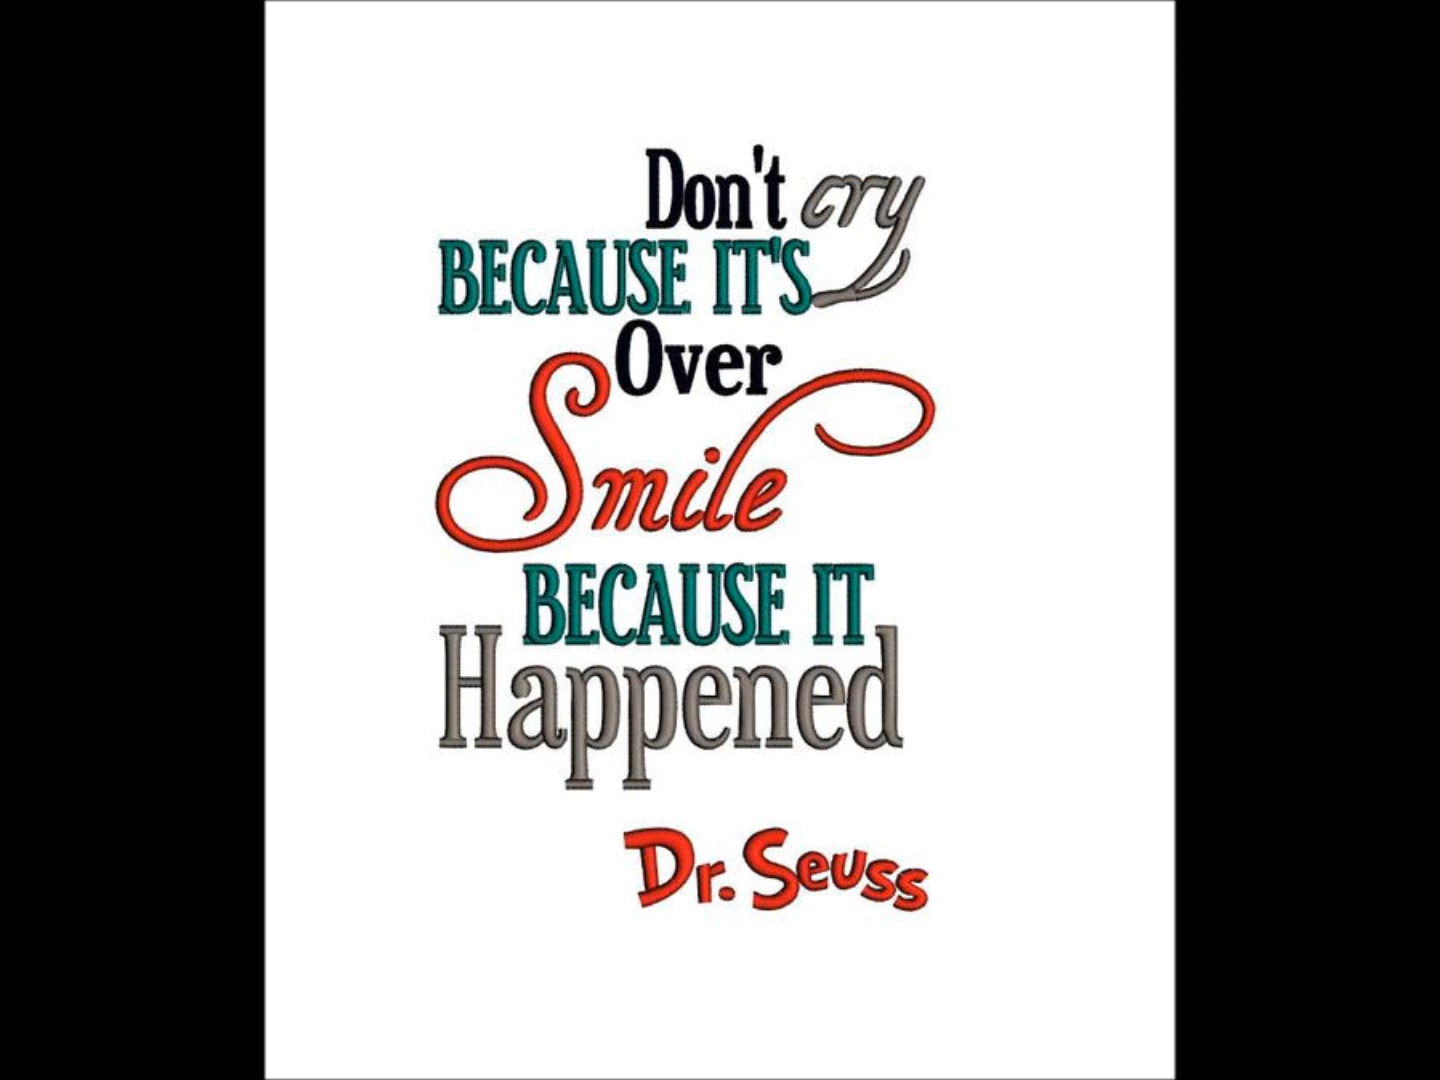 Don't cry
BECAUSE IT'S
Over
Smile
BECAUSE IT
Happened
Dr. Seuss